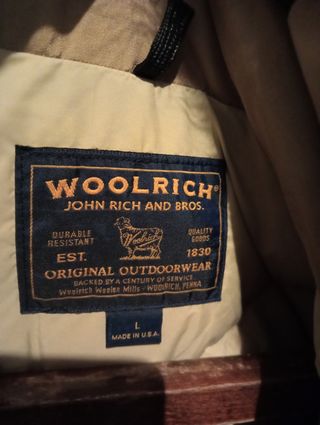 WOOLRICH®
JOHN RICH AND BROS.
DURABLE QUALITY
RESISTANT GOODS
Woolrich
EST. 1830
ORIGINAL OUTDOORWEAR
BACKED BY A CENTURY OF SERVICE
Woolrich Woolen Mills - WOOLRICH, PENNA
L
MADE IN U.S.A.